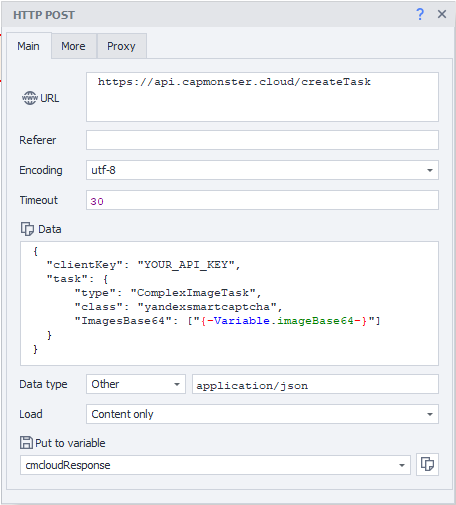 HTTP POST
?
Main
More
Proxy
www URL
https://api.capmonster.cloud/createTask
Referer
Encoding
utf-8
Timeout
30
Data
{
"clientKey": "YOUR_API_KEY",
"task": {
"type": "ComplexImageTask",
"class": "yandexsmartcaptcha",
"ImagesBase64": ["{-Variable.imageBase64-}"]
}
}
Data type
Other
application/json
Load
Content only
Put to variable
cmcloudResponse